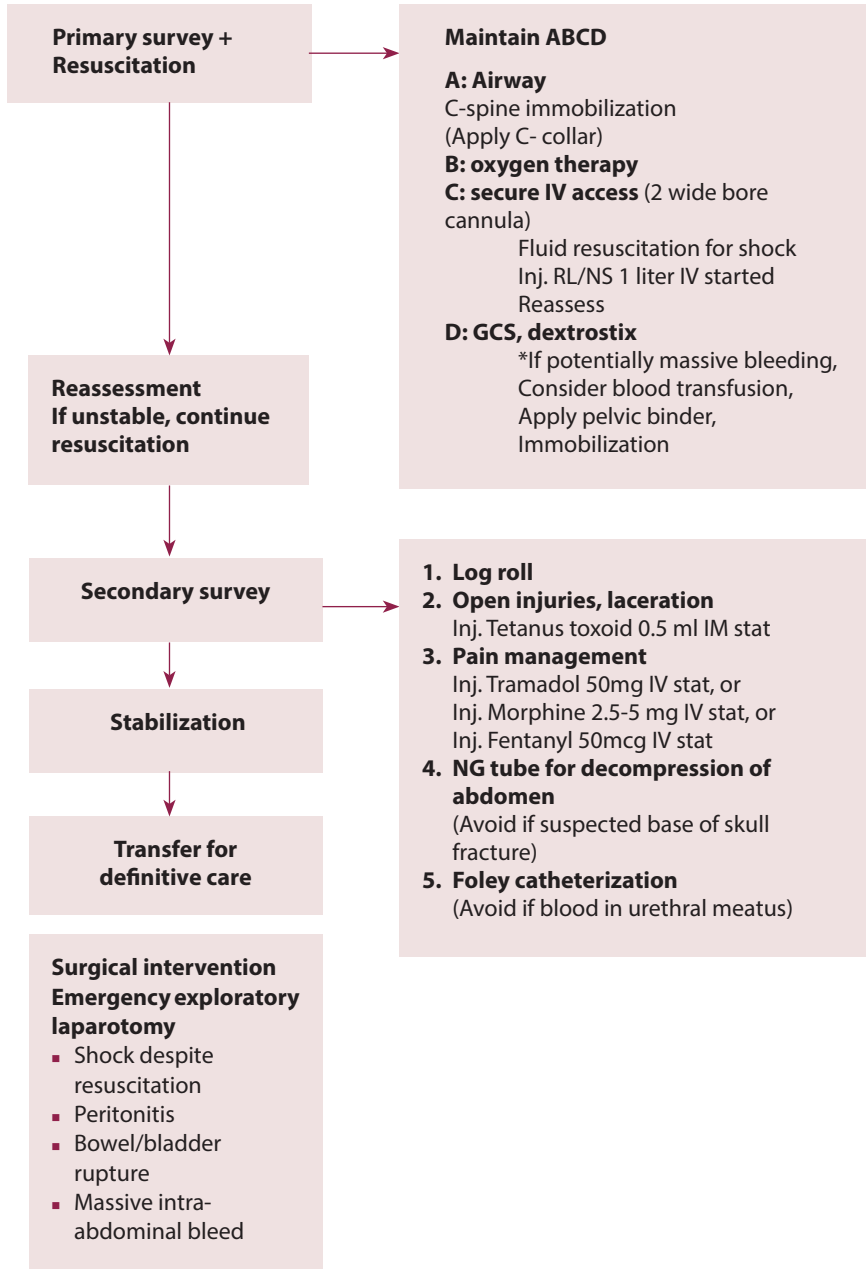 Primary survey +
Resuscitation
Maintain ABCD
A: Airway
C-spine immobilization
(Apply C- collar)
B: oxygen therapy
C: secure IV access (2 wide bore
cannula)
Fluid resuscitation for shock
Inj. RL/NS 1 liter IV started
Reassess
D: GCS, dextrostix
*If potentially massive bleeding,
Consider blood transfusion,
Apply pelvic binder,
Immobilization
Reassessment
If unstable, continue
resuscitation
Secondary survey
1. Log roll
2. Open injuries, laceration
Inj. Tetanus toxoid 0.5 ml IM stat
3. Pain management
Inj. Tramadol 50mg IV stat, or
Inj. Morphine 2.5-5 mg IV stat, or
Inj. Fentanyl 50mcg IV stat
4. NG tube for decompression of
abdomen
(Avoid if suspected base of skull
fracture)
5. Foley catheterization
(Avoid if blood in urethral meatus)
Stabilization
Transfer for
definitive care
Surgical intervention
Emergency exploratory
laparotomy
▪ Shock despite
resuscitation
▪ Peritonitis
▪ Bowel/bladder
rupture
▪ Massive intra-
abdominal bleed